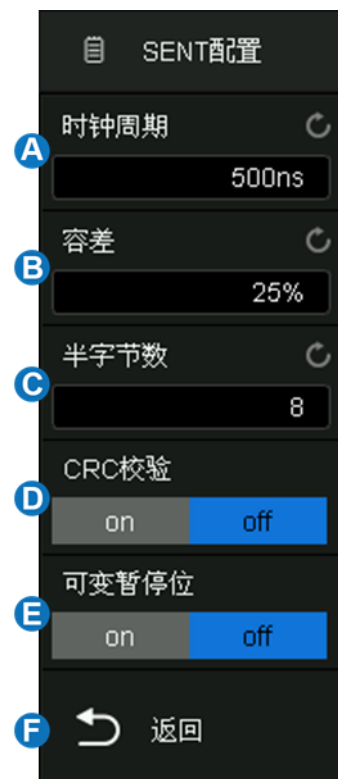 SENT配置
A
时钟周期
500ns
B
容差
25%
C
半字节数
8
D
CRC校验
on off
E
可变暂停位
on off
F
返回